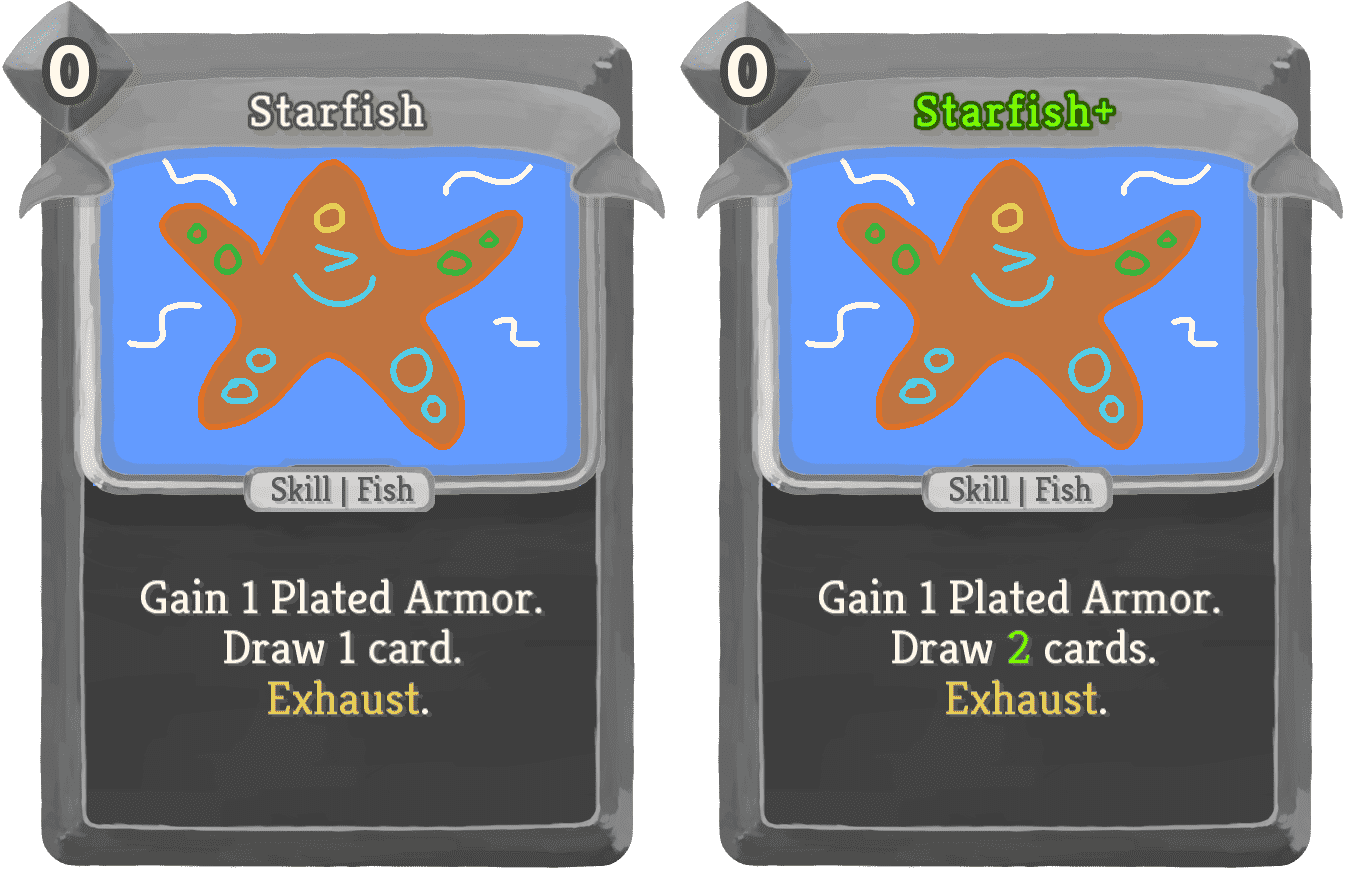 0
Starfish
Skill | Fish
Gain 1 Plated Armor.
Draw 1 card.
Exhaust.
0
Starfish+
Skill | Fish
Gain 1 Plated Armor.
Draw 2 cards.
Exhaust.